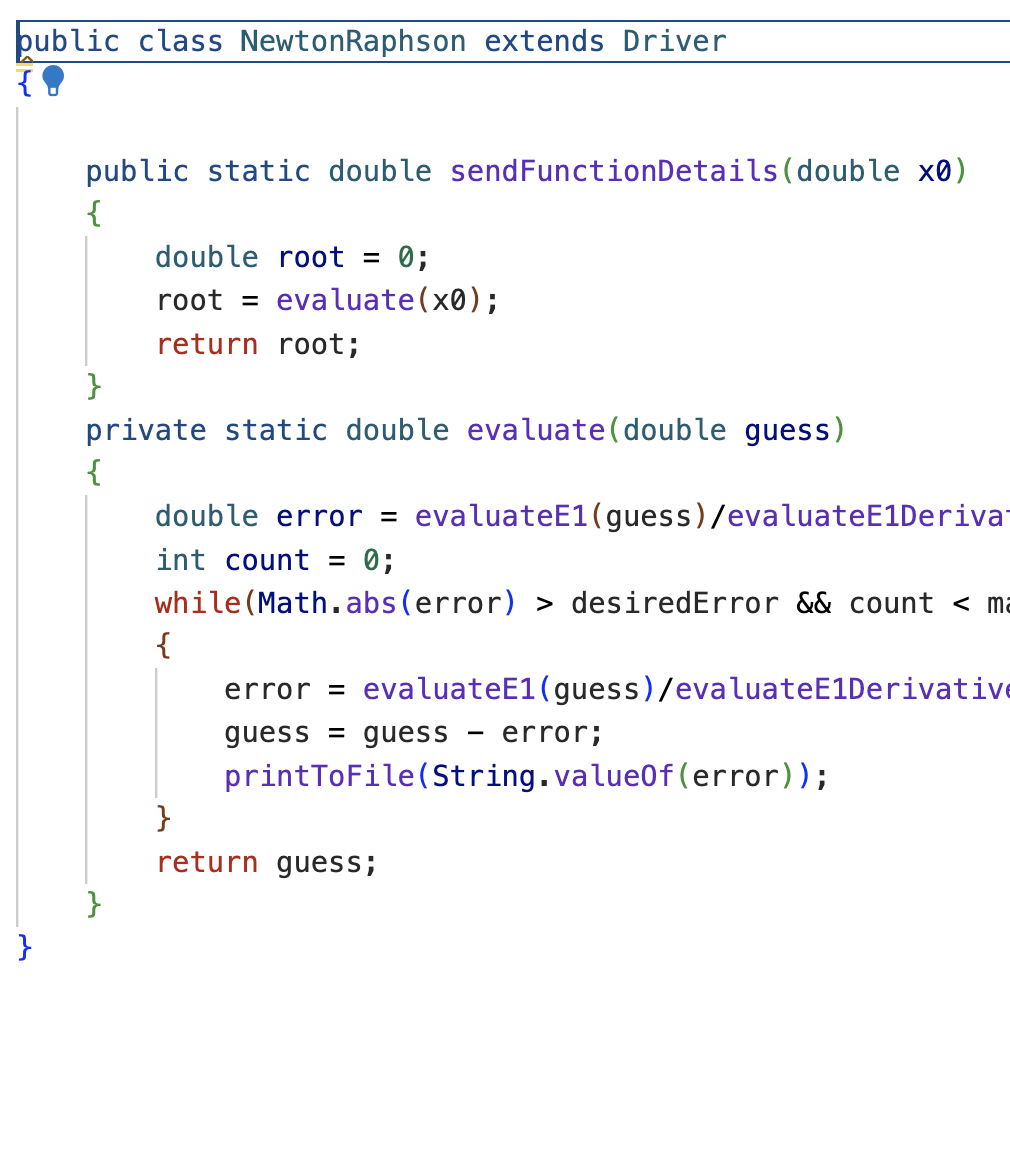 public class NewtonRaphson extends Driver
{
public static double sendFunctionDetails(double x0)
{
double root = 0;
root = evaluate(x0);
return root;
}
private static double evaluate(double guess)
{
double error = evaluateE1(guess)/evaluateE1Deriva
int count = 0;
while(Math.abs(error) > desiredError && count < ma
{
error = evaluateE1(guess)/evaluateE1Derivative
guess = guess - error;
printToFile(String.valueOf(error));
}
return guess;
}
}